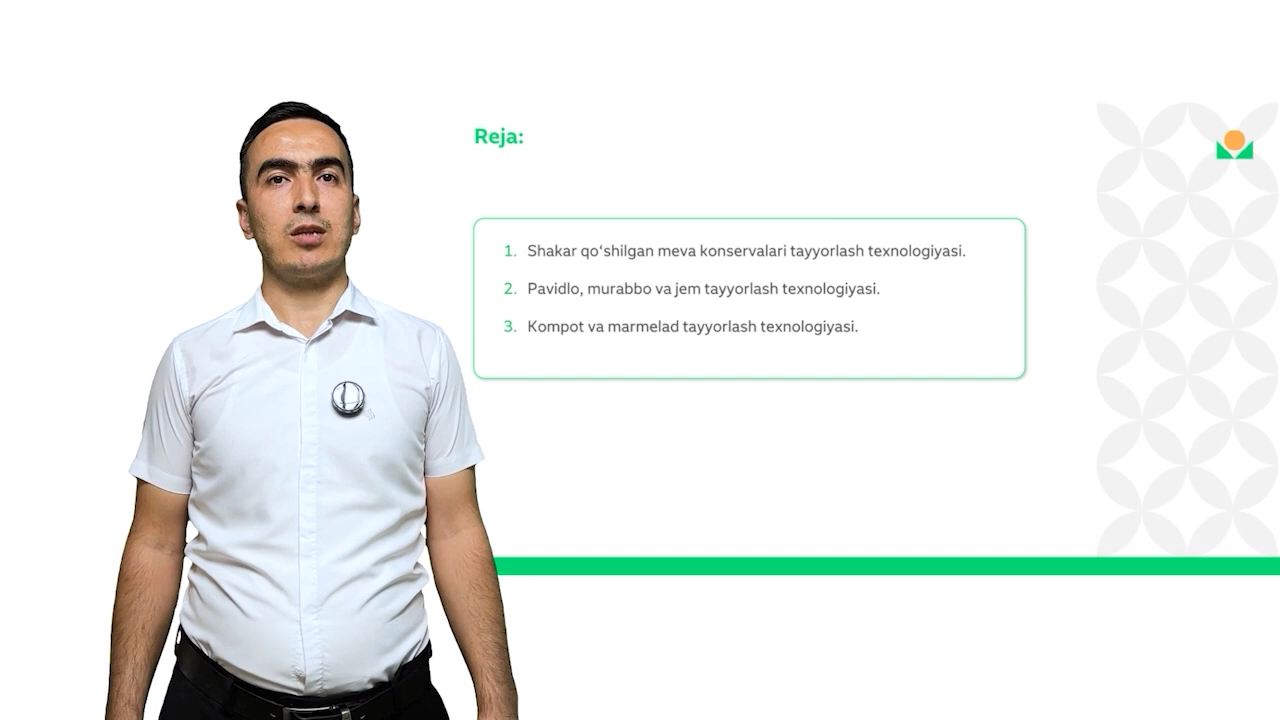 Reja:
1. Shakar qo‘shilgan meva konservalari tayyorlash texnologiyasi.
2. Pavidlo, murabbo va jem tayyorlash texnologiyasi.
3. Kompot va marmelad tayyorlash texnologiyasi.